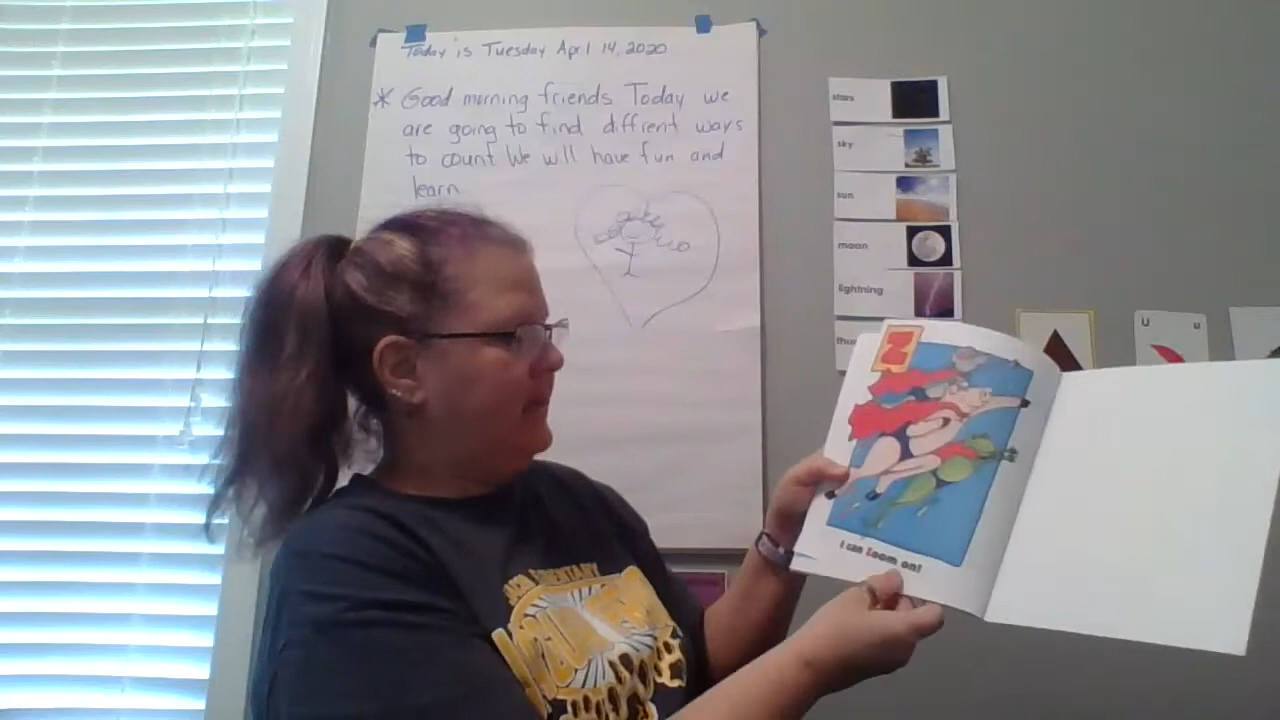 Today is Tuesday April 14, 2020
* Good morning friends Today we
are going to find diffrent ways
to count We will have fun and
learn
stars
sky
sun
moon
lightning
U u
Z
I can Zoom on!